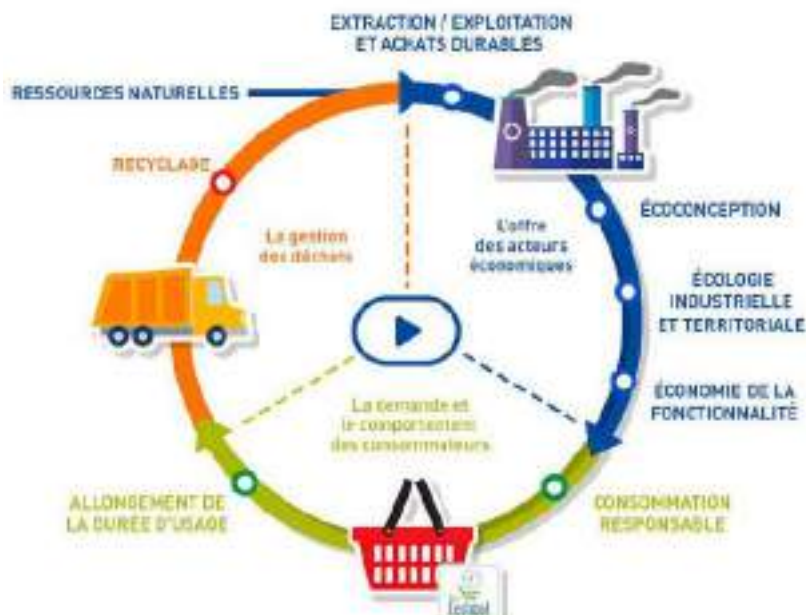 EXTRACTION / EXPLOITATION
ET ACHATS DURABLES
RESSOURCES NATURELLES
RECYCLAGE
La gestion
des déchets
L'offre
des acteurs
économiques
ÉCOCONCEPTION
ÉCOLOGIE
INDUSTRIELLE
ET TERRITORIALE
ÉCONOMIE DE LA
FONCTIONNALITÉ
La demande et
le comportement
des consommateurs
ALLONGEMENT DE
LA DURÉE D'USAGE
CONSOMMATION
RESPONSABLE